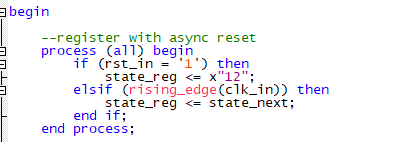 begin
--register with async reset
process (all) begin
if (rst_in = '1') then
state_reg <= x"12";
elsif (rising_edge(clk_in)) then
state_reg <= state_next;
end if;
end process;